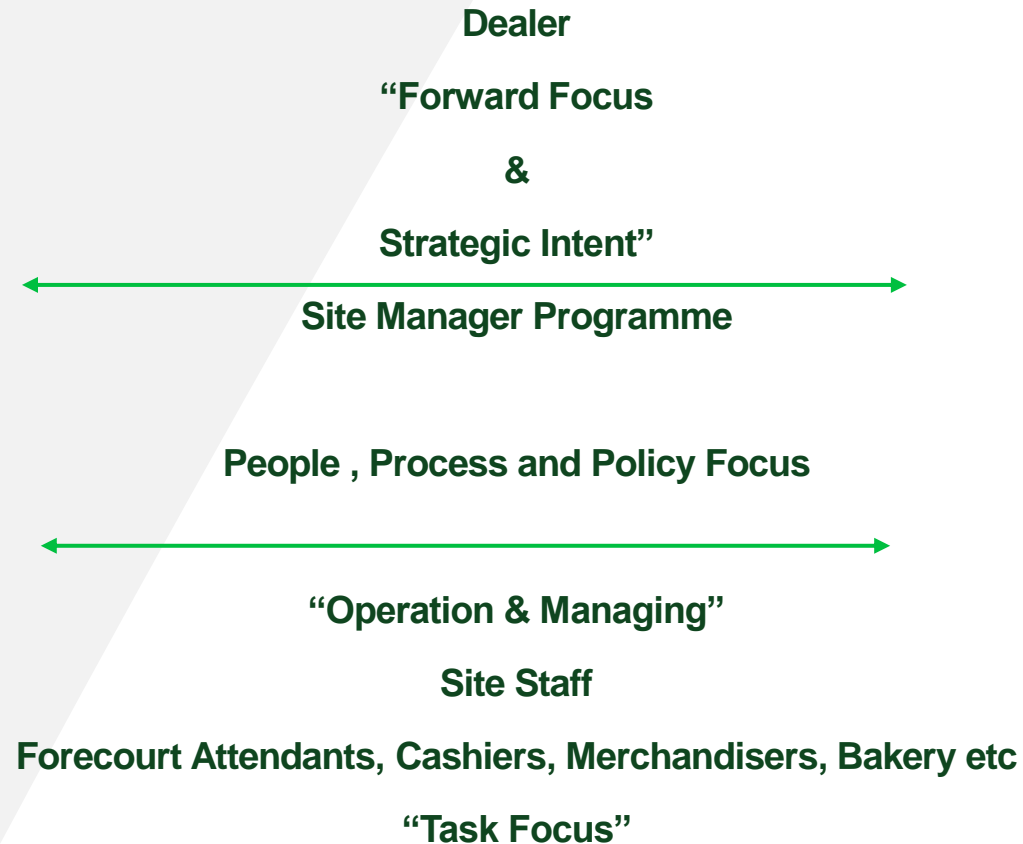 Dealer
“Forward Focus
&
Strategic Intent”
Site Manager Programme
People , Process and Policy Focus
“Operation & Managing”
Site Staff
Forecourt Attendants, Cashiers, Merchandisers, Bakery etc
“Task Focus”